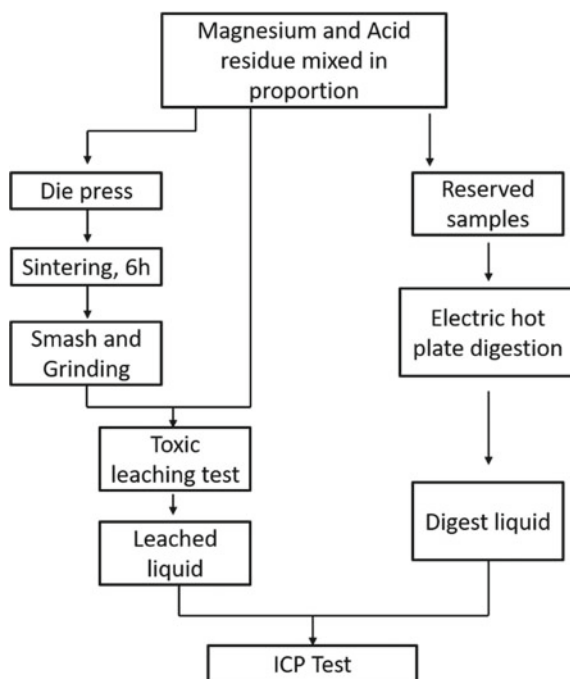 Magnesium and Acid
residue mixed in
proportion
Die press
Sintering, 6h
Smash and
Grinding
Toxic
leaching test
Leached
liquid
Reserved
samples
Electric hot
plate digestion
Digest liquid
ICP Test